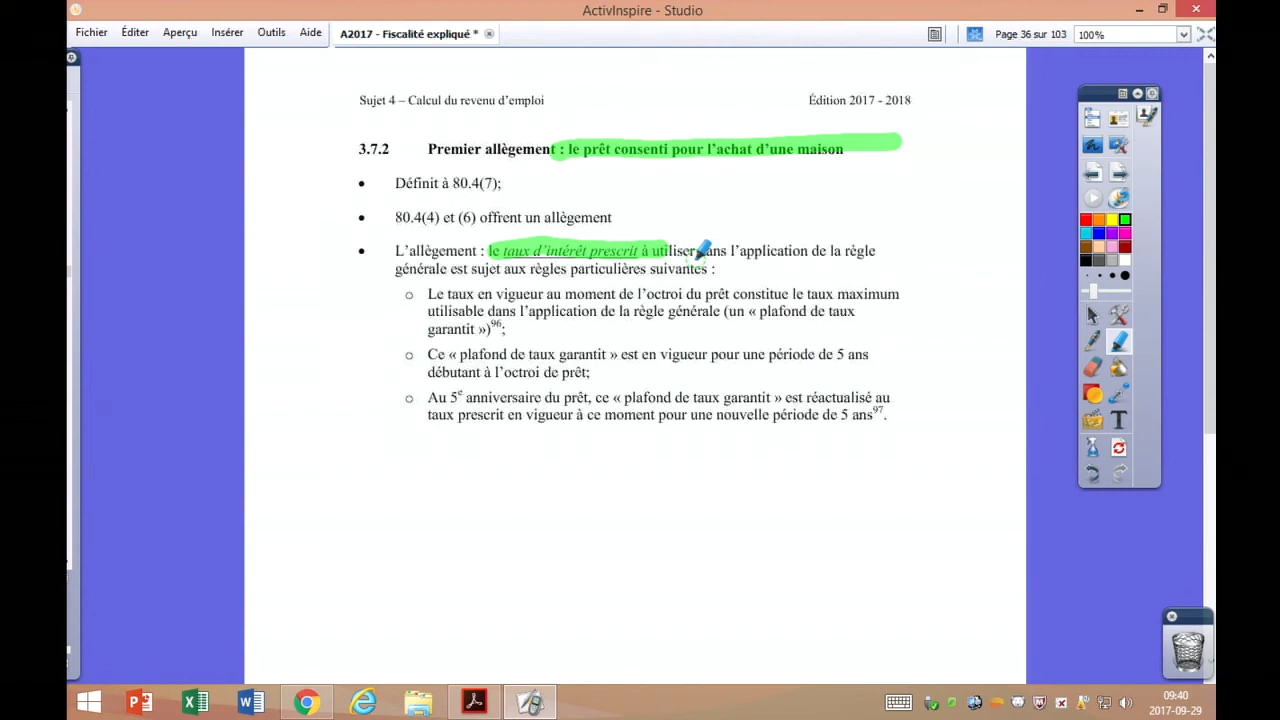 ActivInspire - Studio
Fichier Éditer Aperçu Insérer Outils Aide A2017 - Fiscalité expliqué * Page 36 sur 103 100%
Sujet 4 – Calcul du revenu d’emploi Édition 2017 - 2018
3.7.2 Premier allègement : le prêt consenti pour l’achat d’une maison
• Définit à 80.4(7);
• 80.4(4) et (6) offrent un allègement
• L’allègement : le taux d’intérêt prescrit à utiliser dans l’application de la règle
générale est sujet aux règles particulières suivantes :
o Le taux en vigueur au moment de l’octroi du prêt constitue le taux maximum
utilisable dans l’application de la règle générale (un « plafond de taux
garantit »)96;
o Ce « plafond de taux garantit » est en vigueur pour une période de 5 ans
débutant à l’octroi de prêt;
o Au 5e anniversaire du prêt, ce « plafond de taux garantit » est réactualisé au
taux prescrit en vigueur à ce moment pour une nouvelle période de 5 ans97.
09:40
2017-09-29